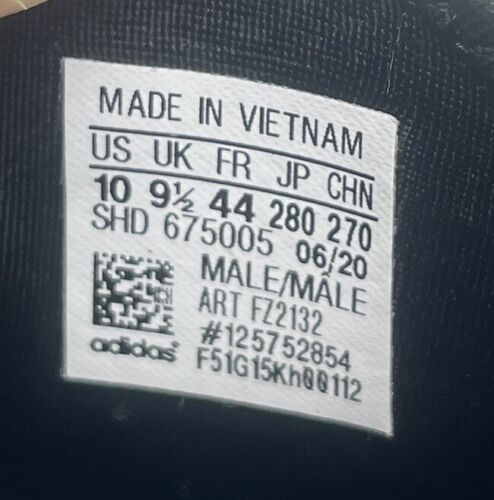 MADE IN VIETNAM
US UK FR JP CHN
10 9½ 44 280 270
SHD 675005 06/20
MALE/MÂLE
ART FZ2132
#125752854
adidas F51G15Kh00112